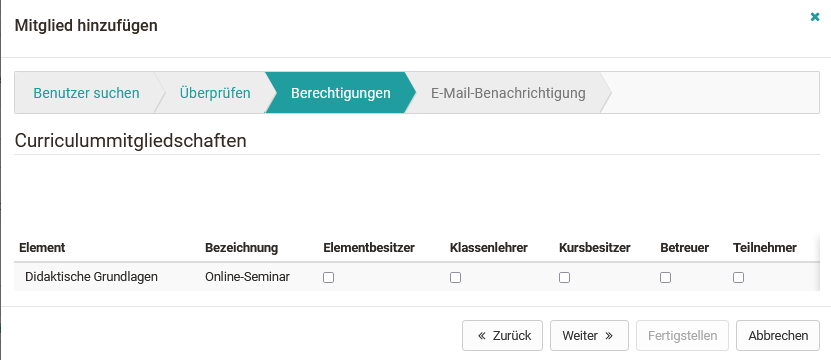 Mitglied hinzufügen
Benutzer suchen Überprüfen Berechtigungen E-Mail-Benachrichtigung
Curriculummitgliedschaften
Element Bezeichnung Elementbesitzer Klassenlehrer Kursbesitzer Betreuer Teilnehmer
Didaktische Grundlagen Online-Seminar
« Zurück Weiter » Fertigstellen Abbrechen